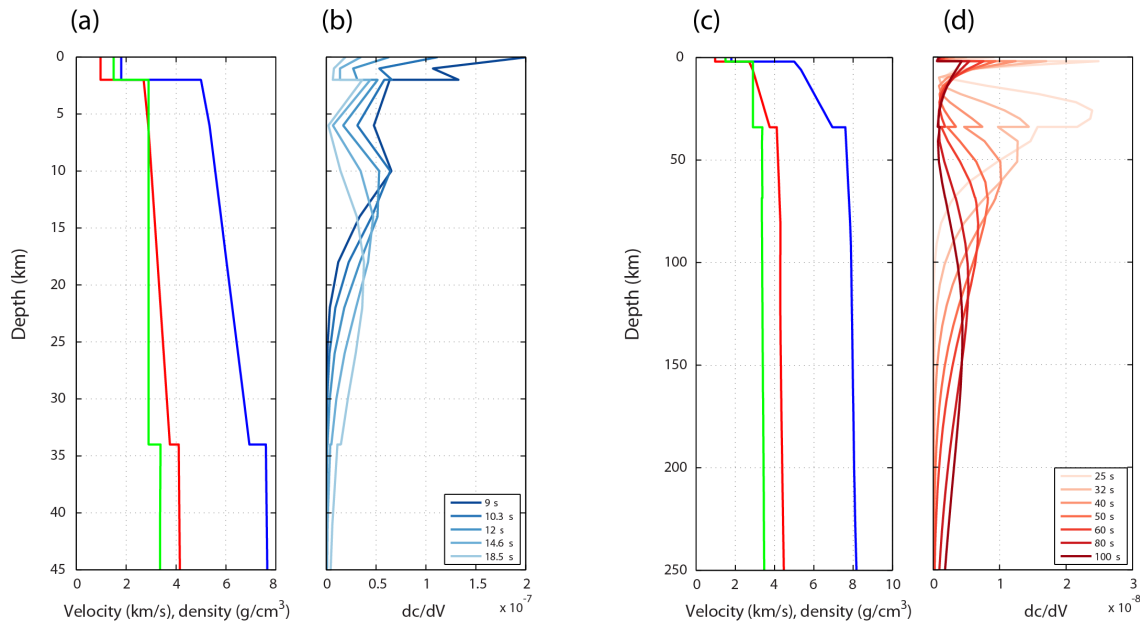 (a)
(b)
(c)
(d)
0
5
10
15
20
25
30
35
40
45
Depth (km)
0 2 4 6 8
Velocity (km/s), density (g/cm3)
0 0.5 1 1.5 2
x 10-7
dc/dV
9 s
10.3 s
12 s
14.6 s
18.5 s
0
50
100
150
200
250
Depth (km)
0 2 4 6 8 10
Velocity (km/s), density (g/cm3)
0 1 2 3
x 10-8
dc/dV
25 s
32 s
40 s
50 s
60 s
80 s
100 s